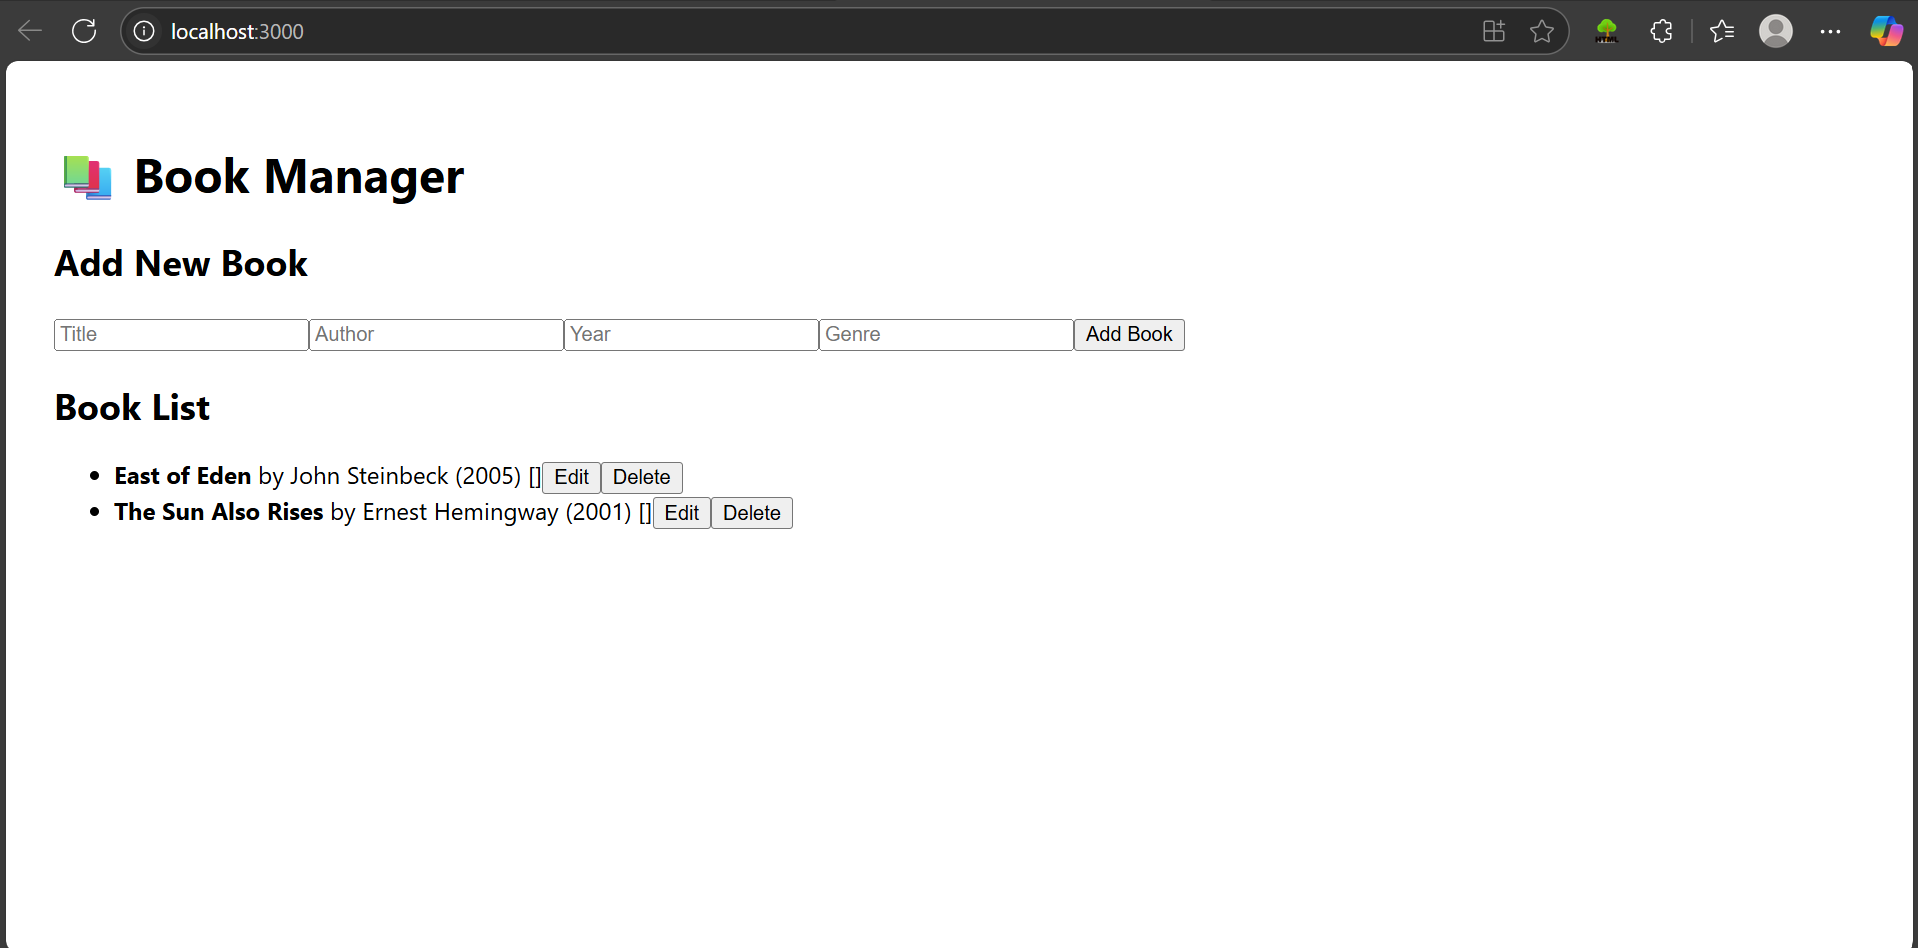 localhost:3000
HTML
Book Manager
Add New Book
Title Author Year Genre Add Book
Book List
East of Eden by John Steinbeck (2005) [] Edit Delete
The Sun Also Rises by Ernest Hemingway (2001) [] Edit Delete